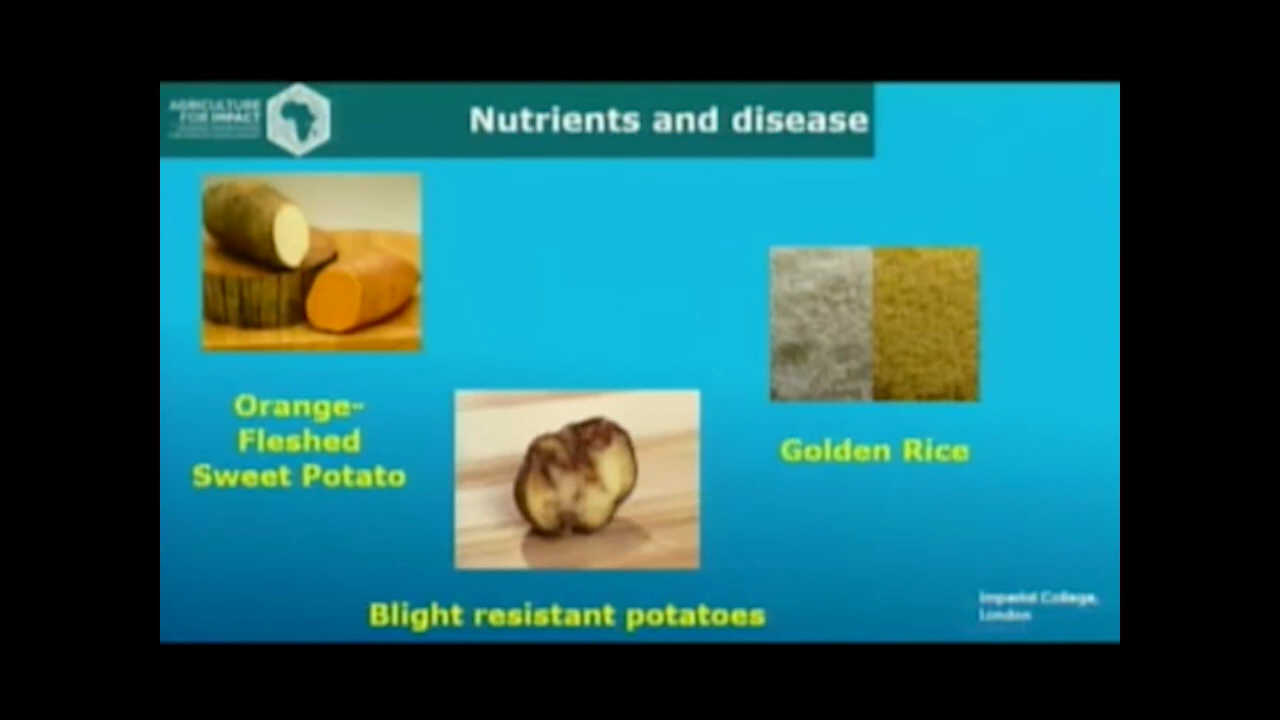 AGRICULTURE
FOR IMPACT
Nutrients and disease
Orange-
Fleshed
Sweet Potato
Golden Rice
Blight resistant potatoes
Imperial College,
London